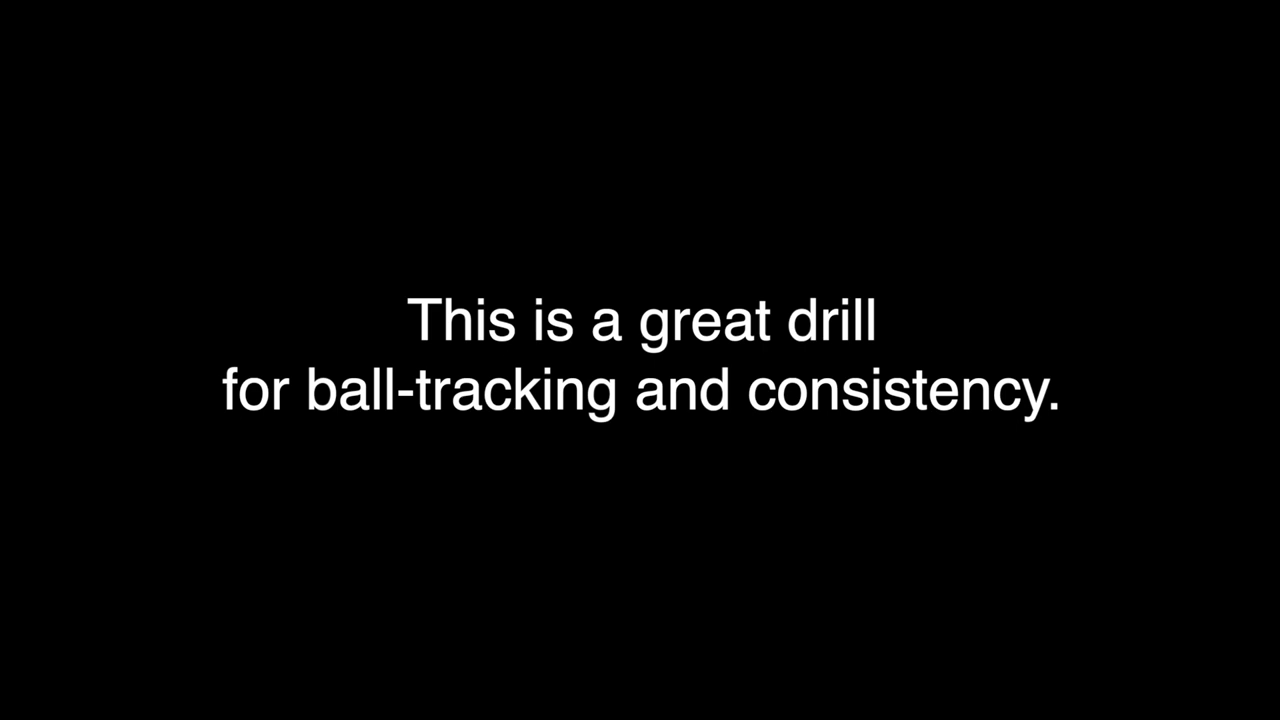 This is a great drill
for ball-tracking and consistency.